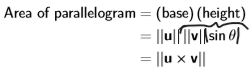 Area of parallelogram = (base) (height)
= ||u|| ||v|| |sin θ|
= ||u × v||